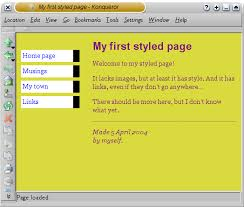 My first styled page - Konqueror
Location Edit View Go Bookmarks Tools Settings Window Help
Home page
Musings
My town
Links
My first styled page
Welcome to my styled page!
It lacks images, but at least it has style. And it has
links, even if they don't go anywhere...
There should be more here, but I don't know
what yet.
Made 5 April 2004
by myself.
Page loaded